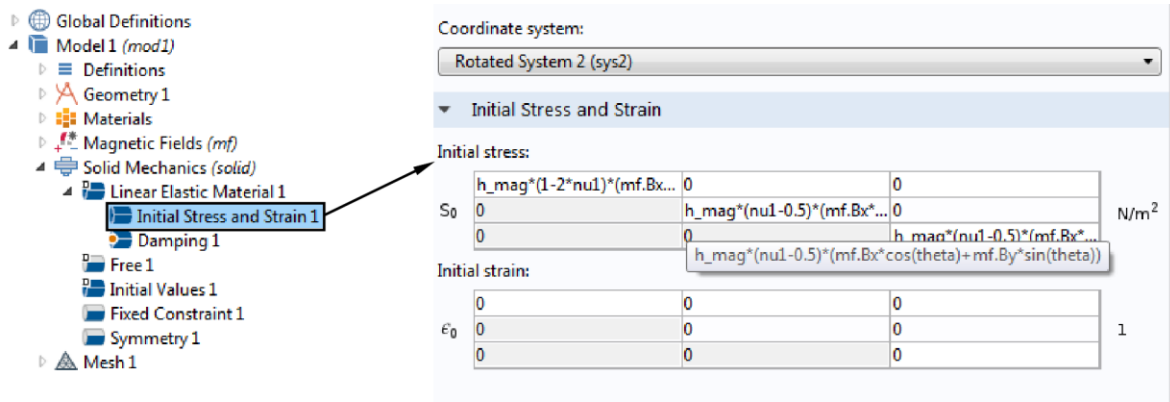 Global Definitions
Model 1 (mod1)
Definitions
Geometry 1
Materials
Magnetic Fields (mf)
Solid Mechanics (solid)
Linear Elastic Material 1
Initial Stress and Strain 1
Damping 1
Free 1
Initial Values 1
Fixed Constraint 1
Symmetry 1
Mesh 1
Coordinate system:
Rotated System 2 (sys2)
Initial Stress and Strain
Initial stress:
h_mag*(1-2*nu1)*(mf.Bx... 0 0
S0 0 h_mag*(nu1-0.5)*(mf.Bx*... 0 N/m²
0 0 h_mag*(nu1-0.5)*(mf.Bx*...
h_mag*(nu1-0.5)*(mf.Bx*cos(theta)+mf.By*sin(theta))
Initial strain:
0 0 0
ϵ0 0 0 0 1
0 0 0